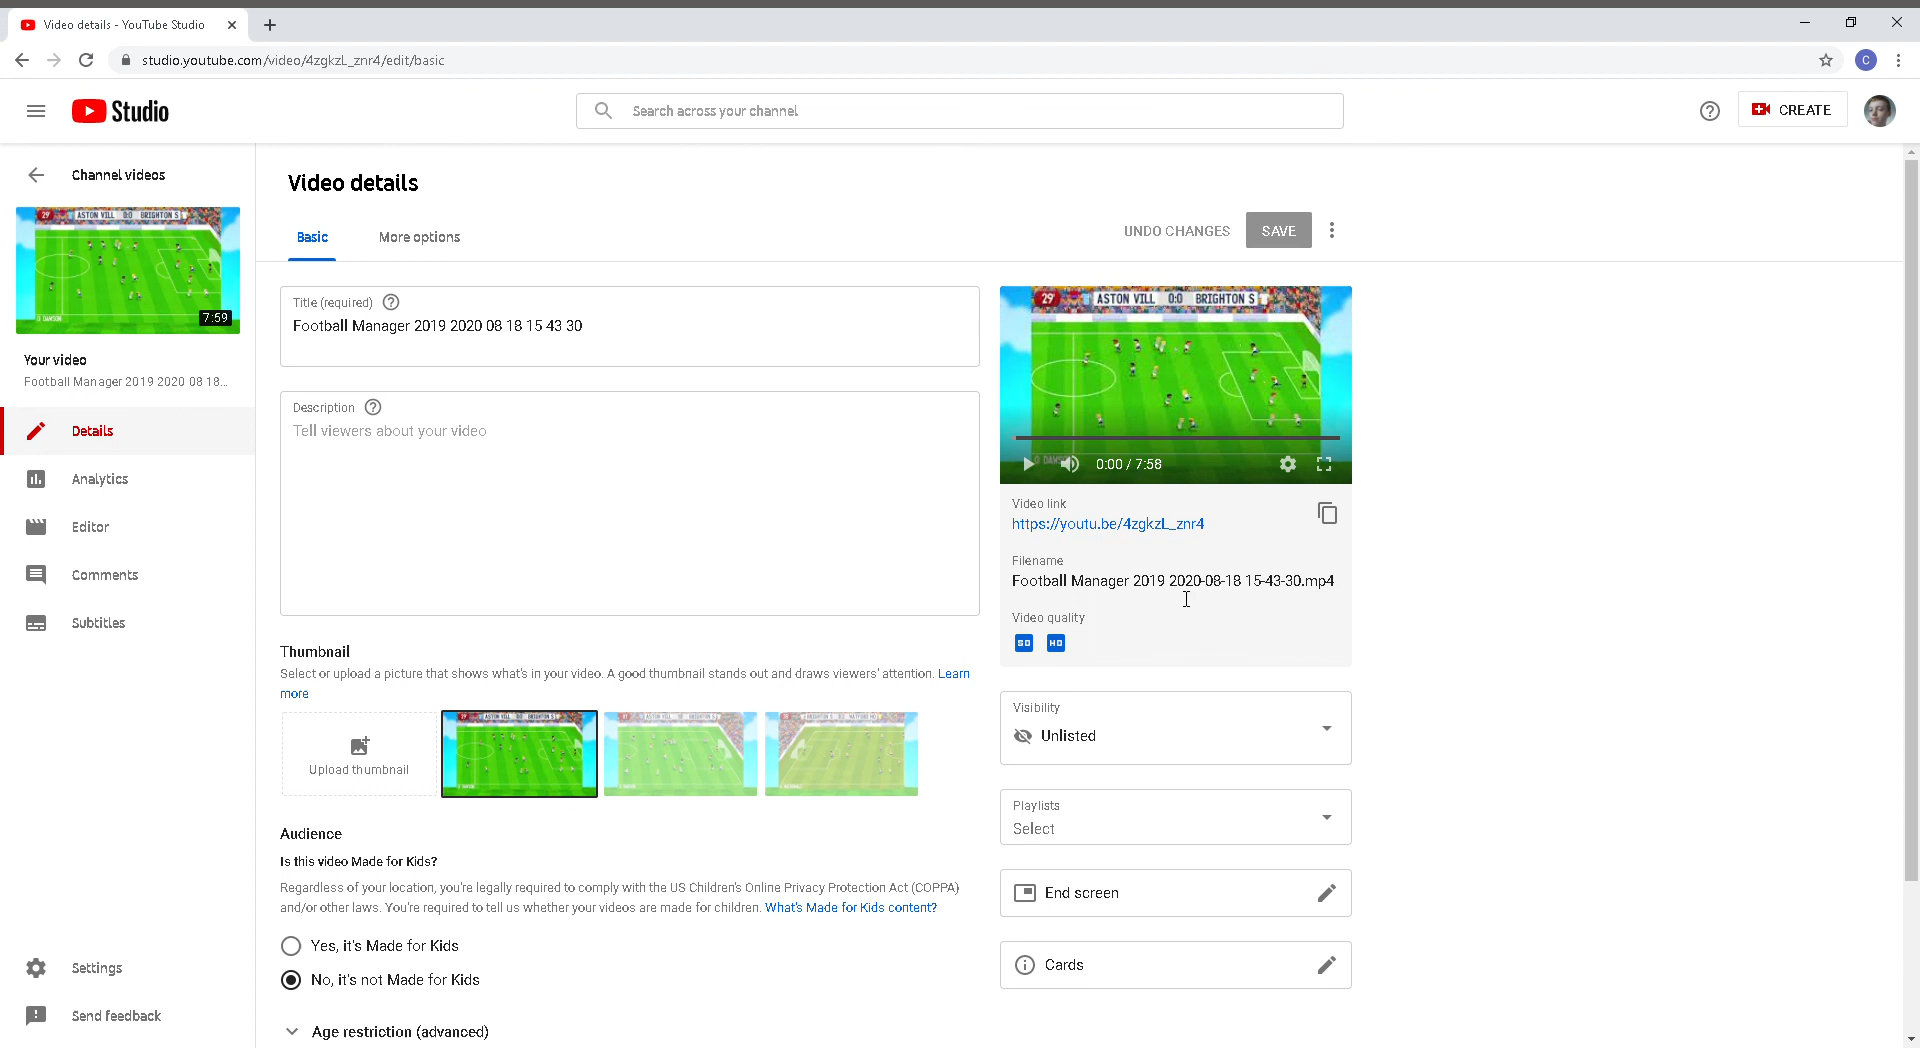 Video details - YouTube Studio
studio.youtube.com/video/4zgkzL_znr4/edit/basic
C
Studio
Search across your channel
CREATE
Channel videos
29' ASTON VILL 0:0 BRIGHTON S
7:59
Your video
Football Manager 2019 2020 08 18...
Details
Analytics
Editor
Comments
Subtitles
Settings
Send feedback
Video details
Basic
More options
UNDO CHANGES
SAVE
Title (required)
Football Manager 2019 2020 08 18 15 43 30
Description
Tell viewers about your video
Thumbnail
Select or upload a picture that shows what's in your video. A good thumbnail stands out and draws viewers' attention. Learn
more
Upload thumbnail
Audience
Is this video Made for Kids?
Regardless of your location, you're legally required to comply with the US Children's Online Privacy Protection Act (COPPA)
and/or other laws. You're required to tell us whether your videos are made for children. What's Made for Kids content?
Yes, it's Made for Kids
No, it's not Made for Kids
Age restriction (advanced)
29' ASTON VILL 0:0 BRIGHTON S
0:00 / 7:58
Video link
https://youtu.be/4zgkzL_znr4
Filename
Football Manager 2019 2020-08-18 15-43-30.mp4
Video quality
SD HD
Visibility
Unlisted
Playlists
Select
End screen
Cards